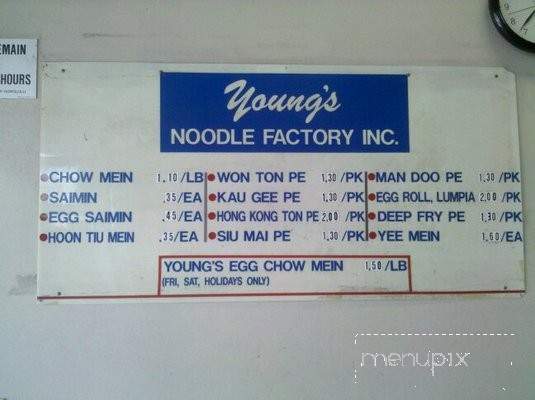 EMAIN
HOURS
9
8
7
Young's
NOODLE FACTORY INC.
CHOW MEIN 1.10/LB
SAIMIN .35/EA
EGG SAIMIN .45/EA
HOON TIU MEIN .35/EA
WON TON PE 1.30/PK
KAU GEE PE 1.30/PK
HONG KONG TON PE 2.00/PK
SIU MAI PE 1.30/PK
MAN DOO PE 1.30/PK
EGG ROLL, LUMPIA 2.00/PK
DEEP FRY PE 1.30/PK
YEE MEIN 1.60/EA
YOUNG'S EGG CHOW MEIN 1.50/LB
(FRI, SAT, HOLIDAYS ONLY)
menupix